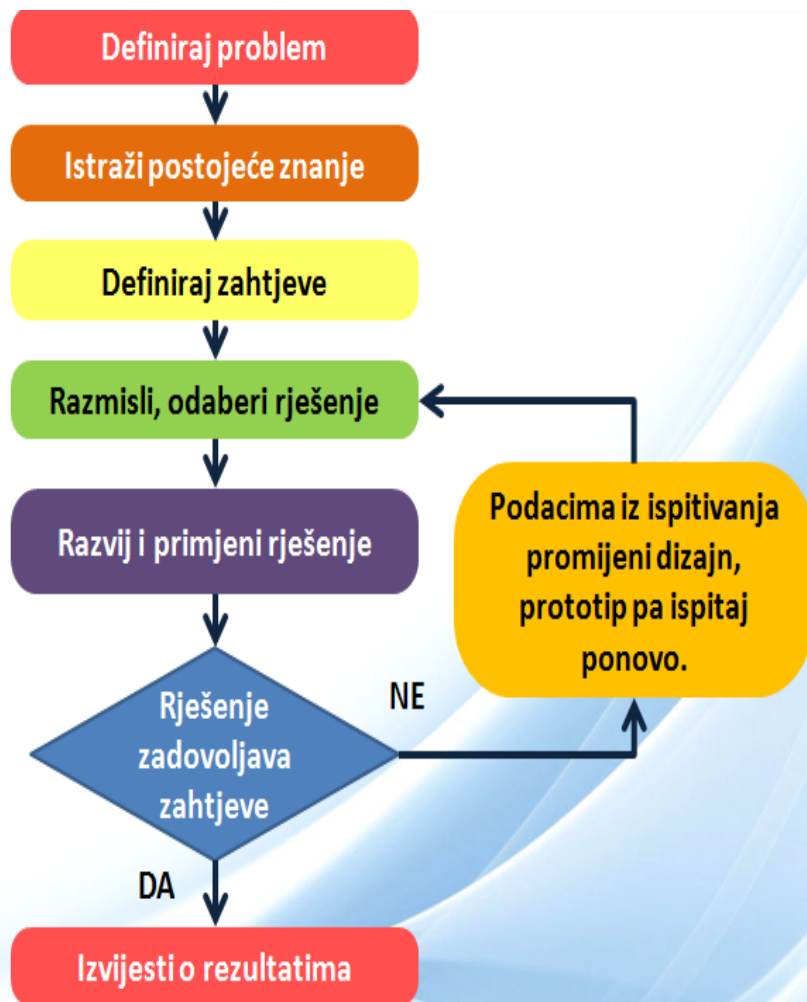 Definiraj problem
Istraži postojeće znanje
Definiraj zahtjeve
Razmisli, odaberi rješenje
Razvij i primjeni rješenje
Podacima iz ispitivanja
promijeni dizajn,
prototip pa ispitaj
ponovo.
Rješenje
zadovoljava
zahtjeve
NE
DA
Izvijesti o rezultatima